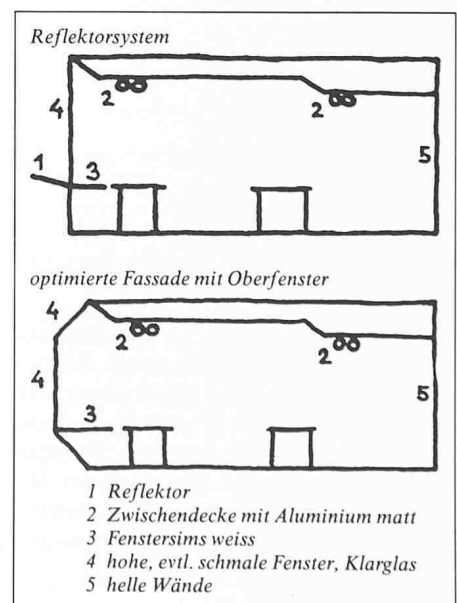 Reflektorsystem
2
2
4
5
1
3
optimierte Fassade mit Oberfenster
4
2
2
4
5
3
1 Reflektor
2 Zwischendecke mit Aluminium matt
3 Fenstersims weiss
4 hohe, evtl. schmale Fenster, Klarglas
5 helle Wände